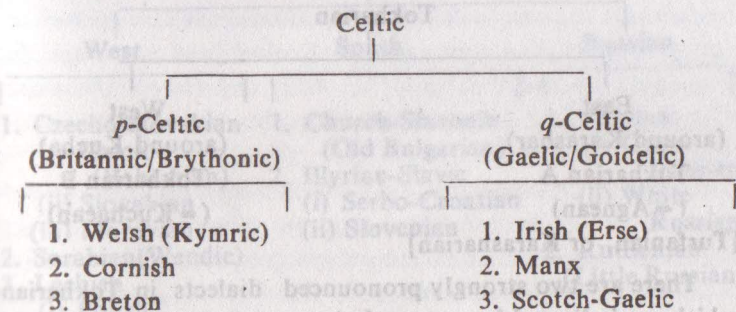 Celtic
p-Celtic
(Britannic/Brythonic)
1. Welsh (Kymric)
2. Cornish
3. Breton
q-Celtic
(Gaelic/Goidelic)
1. Irish (Erse)
2. Manx
3. Scotch-Gaelic